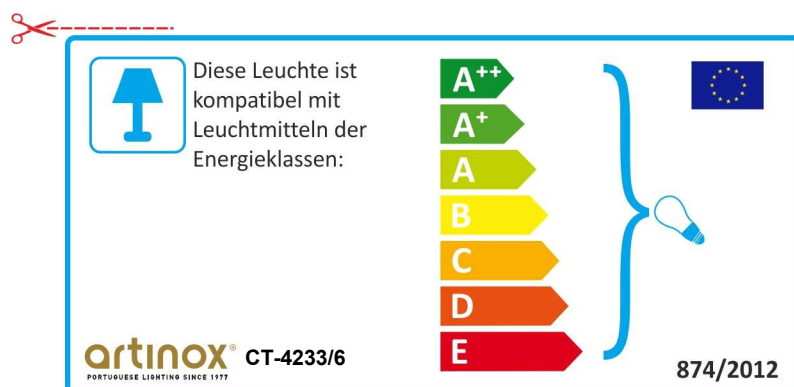 Diese Leuchte ist
kompatibel mit
Leuchtmitteln der
Energieklassen:
A++
A+
A
B
C
D
E
artinox® CT-4233/6
PORTUGUESE LIGHTING SINCE 1977
874/2012